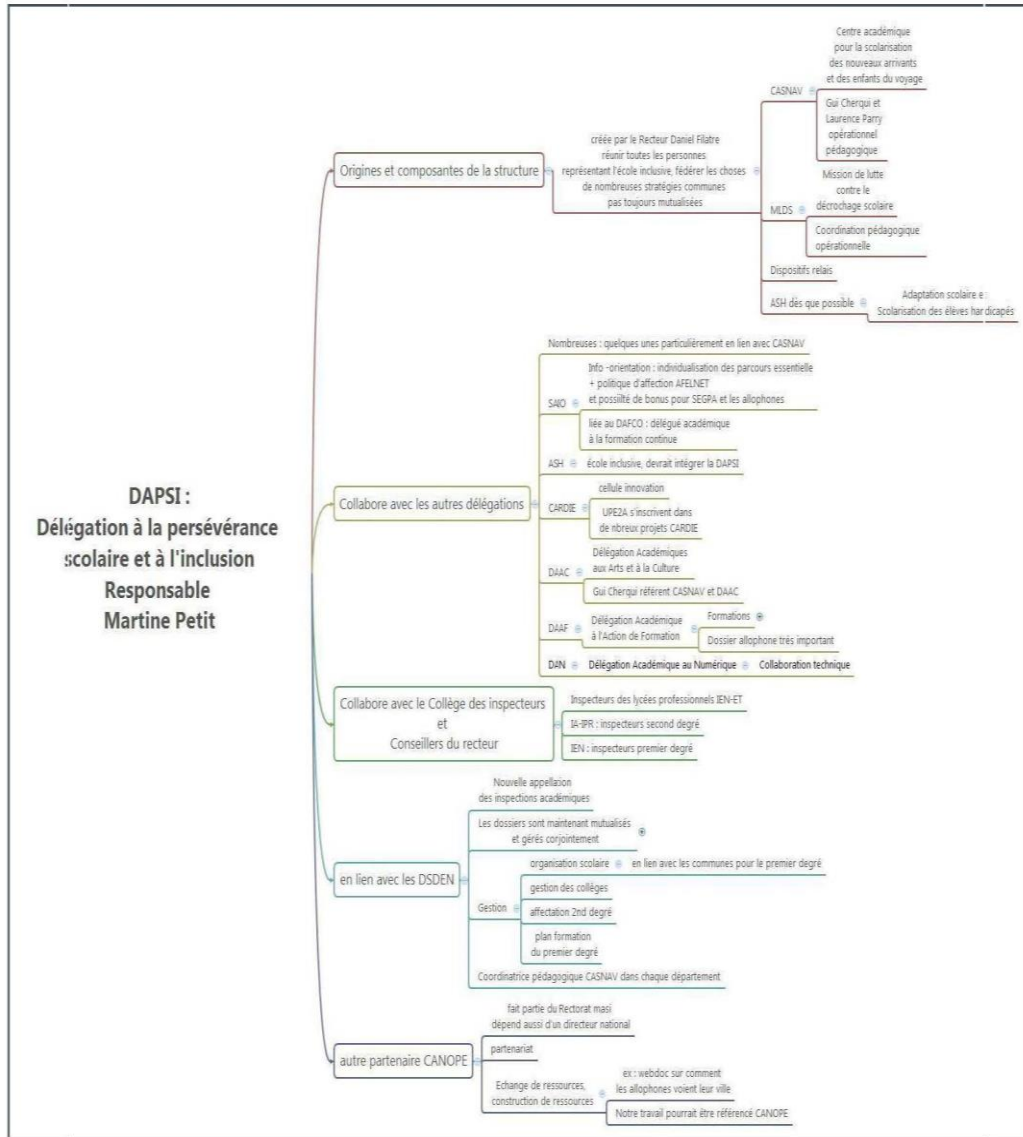 DAPSI :
Délégation à la persévérance
scolaire et à l'inclusion
Responsable
Martine Petit
Origines et composantes de la structure
créée par le Recteur Daniel Filatre
réunir toutes les personnes
représentant l'école inclusive, fédérer les choses
de nombreuses stratégies communes
pas toujours mutualisées
CASNAV
Centre académique
pour la scolarisation
des nouveaux arrivants
et des enfants du voyage
Gui Cherqui et
Laurence Parry
opérationnel
pédagogique
MLDS
Mission de lutte
contre le
décrochage scolaire
Coordination pédagogique
opérationnelle
Dispositifs relais
ASH dès que possible
Adaptation scolaire e :
Scolarisation des élèves handicapés
Collabore avec les autres délégations
Nombreuses : quelques unes particulièrement en lien avec CASNAV
SAIO
Info -orientation : individualisation des parcours essentielle
+ politique d'affection AFELNET
et possiilté de bonus pour SEGPA et les allophones
liée au DAFCO : délégué académique
à la formation continue
ASH
école inclusive, devrait intégrer la DAPSI
CARDIE
cellule innovation
UPE2A s'inscrivent dans
de nbreux projets CARDIE
DAAC
Délégation Académiques
aux Arts et à la Culture
Gui Cherqui référent CASNAV et DAAC
DAAF
Délégation Académique
à l'Action de Formation
Formations
Dossier allophone très important
DAN
Délégation Académique au Numérique
Collaboration technique
Collabore avec le Collège des inspecteurs
et
Conseillers du recteur
Inspecteurs des lycées professionnels IEN-ET
IA-IPR : inspecteurs second degré
IEN : inspecteurs premier degré
en lien avec les DSDEN
Nouvelle appellation
des inspections académiques
Les dossiers sont maintenant mutualisés
et gérés corjointement
Gestion
organisation scolaire
en lien avec les communes pour le premier degré
gestion des collèges
affectation 2nd degré
plan formation
du premier degré
Coordinatrice pédagogique CASNAV dans chaque département
autre partenaire CANOPE
fait partie du Rectorat masi
dépend aussi d'un directeur national
partenariat
Echange de ressources,
construction de ressources
ex : webdoc sur comment
les allophones voient leur ville
Notre travail pourrait être référencé CANOPE